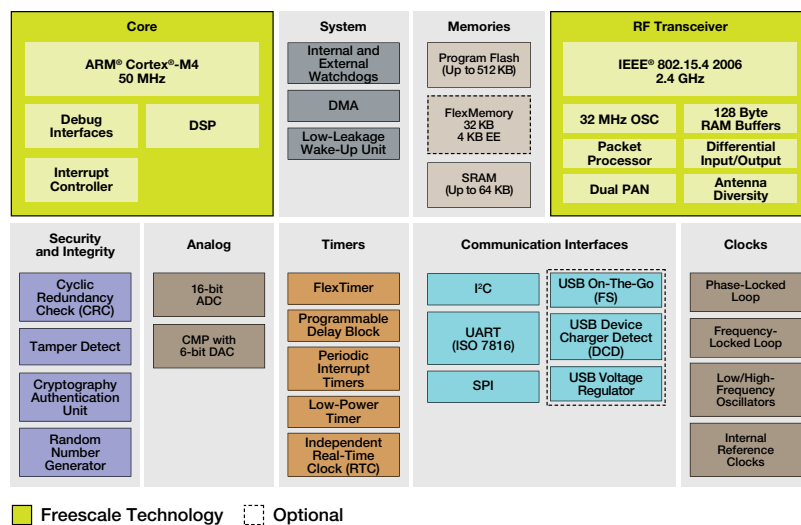 Core
ARM® Cortex®-M4
50 MHz
Debug
Interfaces
DSP
Interrupt
Controller
System
Internal and
External
Watchdogs
DMA
Low-Leakage
Wake-Up Unit
Memories
Program Flash
(Up to 512 KB)
FlexMemory
32 KB
4 KB EE
SRAM
(Up to 64 KB)
RF Transceiver
IEEE® 802.15.4 2006
2.4 GHz
32 MHz OSC
128 Byte
RAM Buffers
Packet
Processor
Differential
Input/Output
Dual PAN
Antenna
Diversity
Security
and Integrity
Cyclic
Redundancy
Check (CRC)
Tamper Detect
Cryptography
Authentication
Unit
Random
Number
Generator
Analog
16-bit
ADC
CMP with
6-bit DAC
Timers
FlexTimer
Programmable
Delay Block
Periodic
Interrupt
Timers
Low-Power
Timer
Independent
Real-Time
Clock (RTC)
Communication Interfaces
I²C
UART
(ISO 7816)
SPI
USB On-The-Go
(FS)
USB Device
Charger Detect
(DCD)
USB Voltage
Regulator
Clocks
Phase-Locked
Loop
Frequency-
Locked Loop
Low/High-
Frequency
Oscillators
Internal
Reference
Clocks
Freescale Technology
Optional